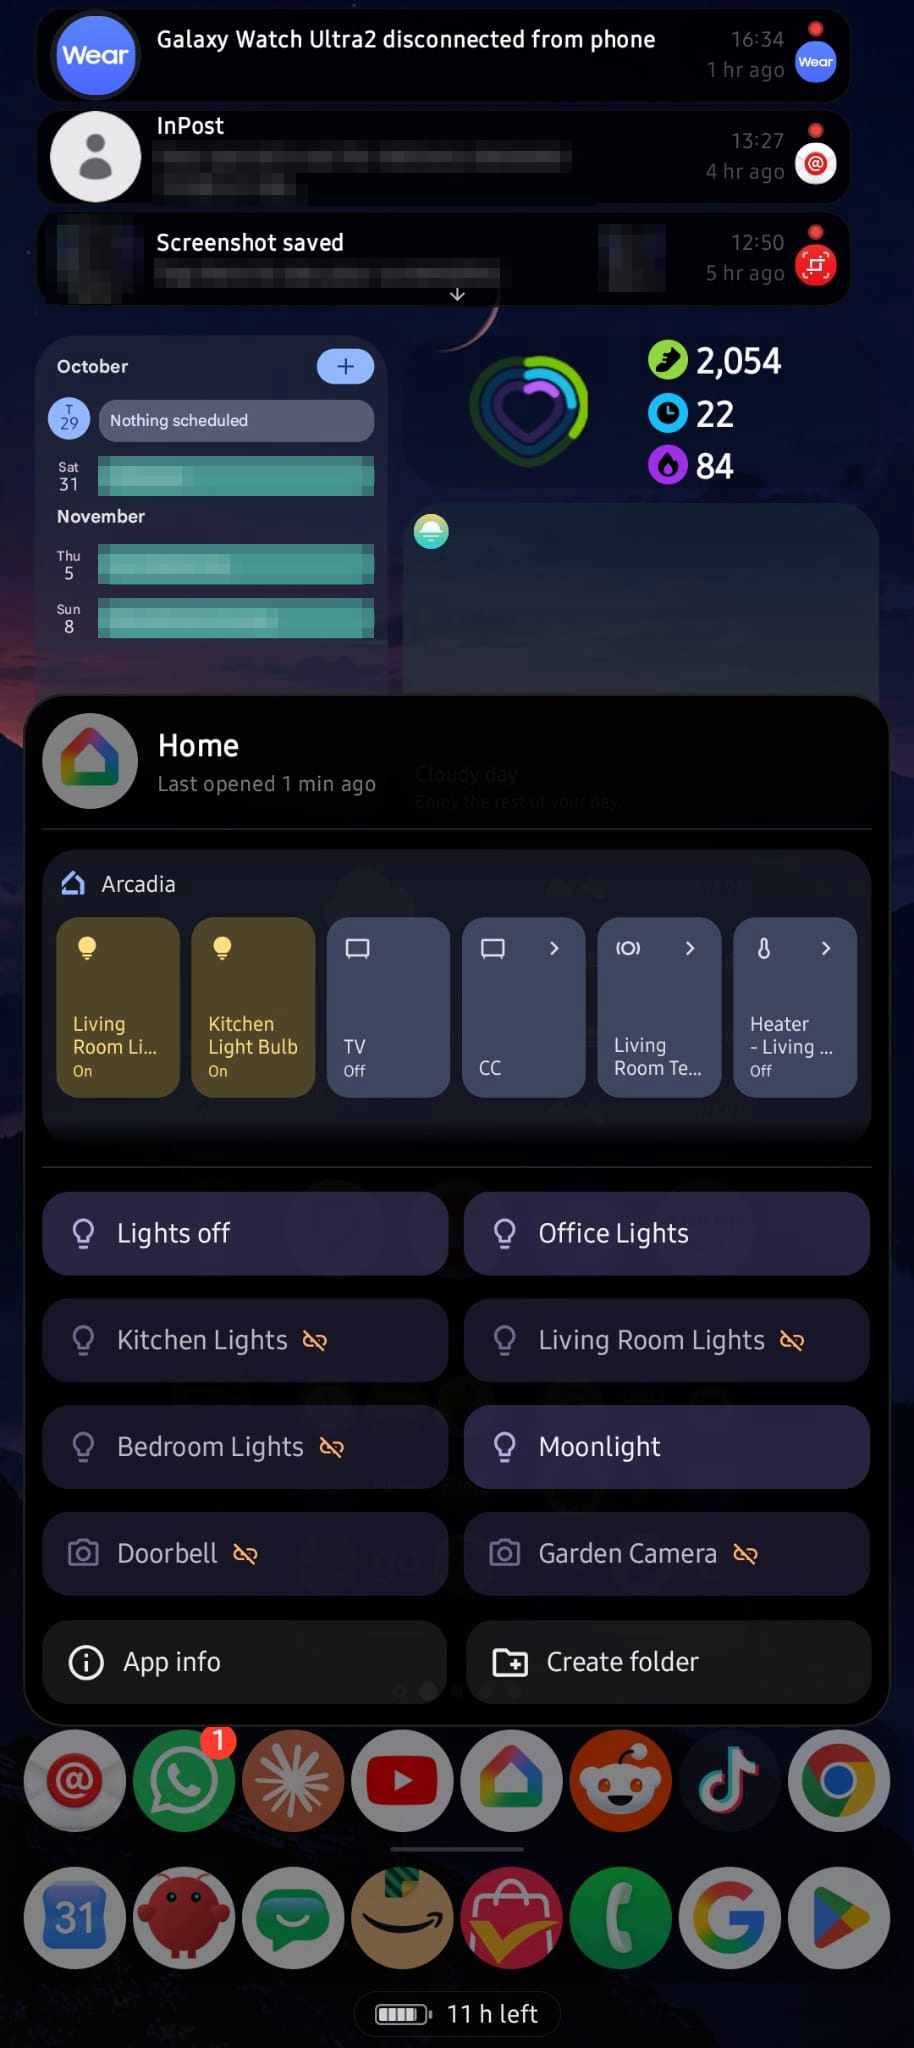 Wear
Galaxy Watch Ultra2 disconnected from phone
16:34
1 hr ago
Wear
InPost
13:27
4 hr ago
Screenshot saved
12:50
5 hr ago
October
+
T
29
Nothing scheduled
Sat
31
November
Thu
5
Sun
8
2,054
22
84
Home
Last opened 1 min ago
Cloudy day
Enjoy the rest of your day.
Arcadia
Living
Room Li...
On
Kitchen
Light Bulb
On
TV
Off
CC
Living
Room Te...
Heater
- Living ...
Off
Lights off
Office Lights
Kitchen Lights
Living Room Lights
Bedroom Lights
Moonlight
Doorbell
Garden Camera
App info
Create folder
1
31
11 h left